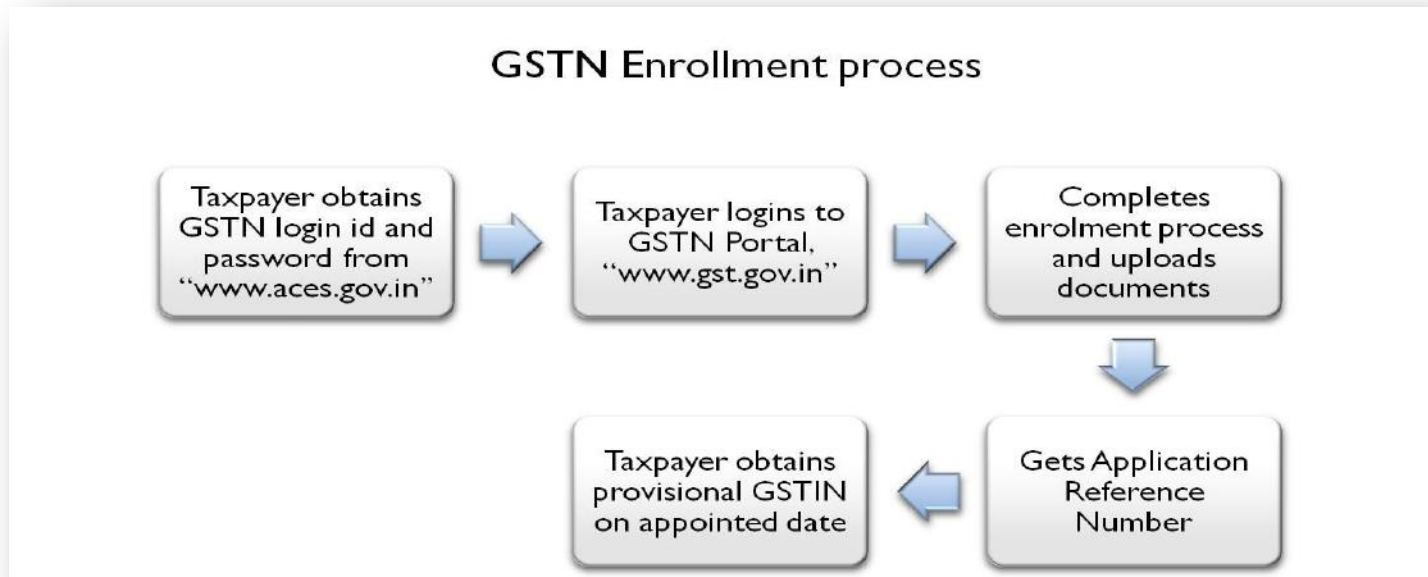 GSTN Enrollment process
Taxpayer obtains
GSTN login id and
password from
“www.aces.gov.in”
Taxpayer logins to
GSTN Portal,
“www.gst.gov.in”
Completes
enrolment process
and uploads
documents
Gets Application
Reference
Number
Taxpayer obtains
provisional GSTIN
on appointed date